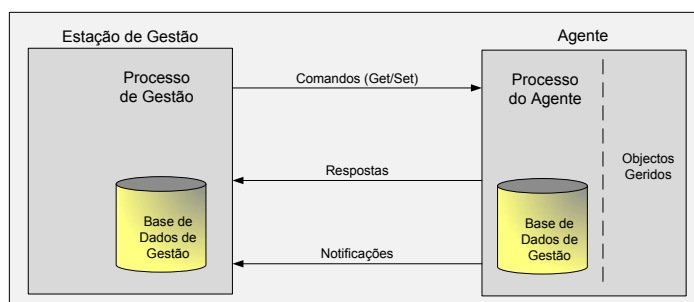 Estação de Gestão
Agente
Processo
de Gestão
Comandos (Get/Set)
Processo
do Agente
Respostas
Objectos
Geridos
Base de
Dados de
Gestão
Base de
Dados de
Gestão
Notificações